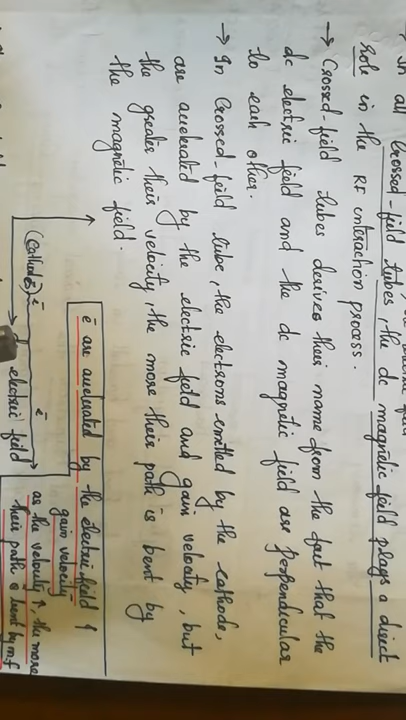 → In all Crossed-field tubes, the dc magnetic field plays a direct
role in the RF interaction process.
→ Crossed-field tubes derives their name from the fact that the
dc electric field and the dc magnetic field are perpendicular
to each other.
→ In Crossed-field tube, the electrons emitted by the cathode,
are accelerated by the electric field and gain velocity, but
the greater their velocity, the more their path is bent by
the magnetic field.
ē are accelerated by the electric field &
gain velocity
as the velocity ↑, the more
their path is bent by m.f
(Cathode) ē
ē
electric field